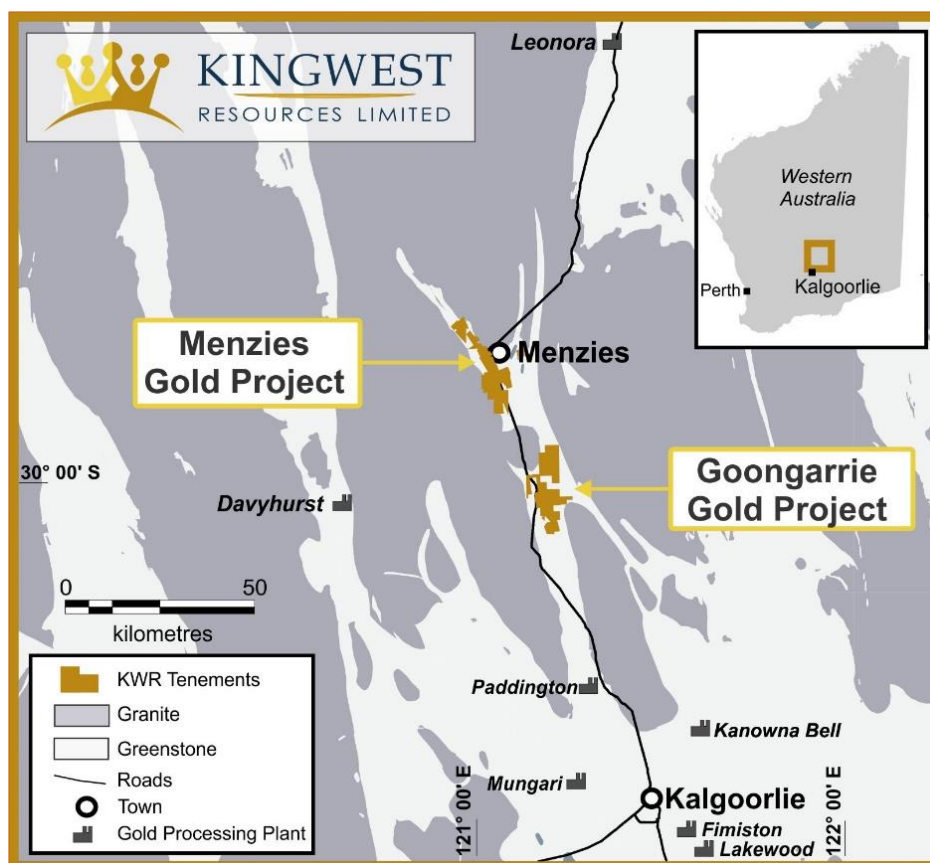 KINGWEST
RESOURCES LIMITED
Leonora
Western
Australia
Perth
Kalgoorlie
Menzies
Gold Project
Menzies
30° 00' S
Davyhurst
Goongarrie
Gold Project
0 50
kilometres
KWR Tenements
Granite
Greenstone
Roads
Town
Gold Processing Plant
Paddington
Kanowna Bell
Mungari
121° 00' E
Kalgoorlie
122° 00' E
Fimiston
Lakewood